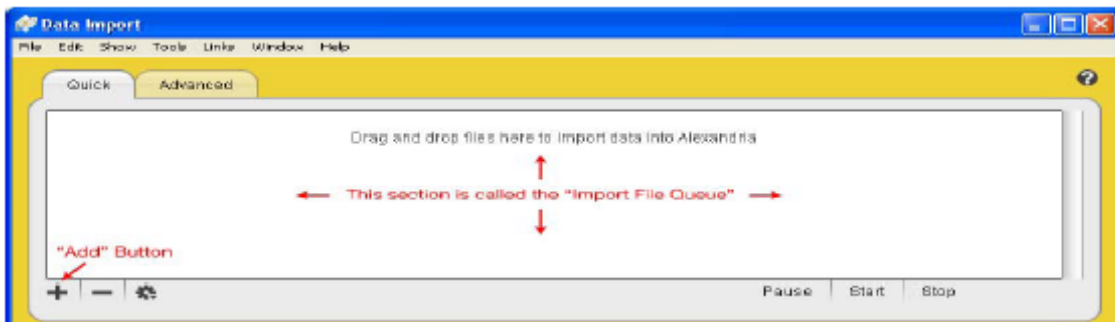 Data Import
File Edit Show Tools Links Window Help
Quick Advanced
Drag and drop files here to import data into Alexandria
This section is called the "Import File Queue"
"Add" Button
Pause Start Stop